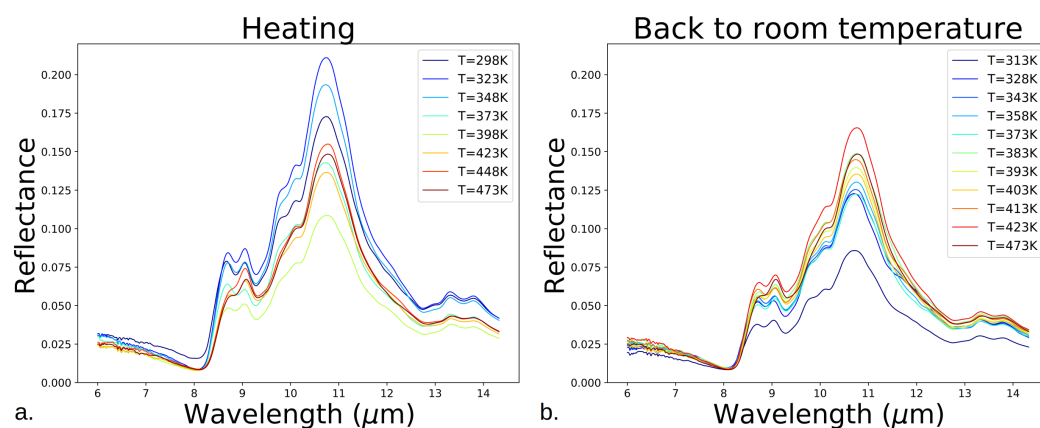 Heating
Reflectance
0.200
0.175
0.150
0.125
0.100
0.075
0.050
0.025
0.000
T=298K
T=323K
T=348K
T=373K
T=398K
T=423K
T=448K
T=473K
6 7 8 9 10 11 12 13 14
Wavelength (μm)
a.
Back to room temperature
Reflectance
0.200
0.175
0.150
0.125
0.100
0.075
0.050
0.025
0.000
T=313K
T=328K
T=343K
T=358K
T=373K
T=383K
T=393K
T=403K
T=413K
T=423K
T=473K
6 7 8 9 10 11 12 13 14
Wavelength (μm)
b.